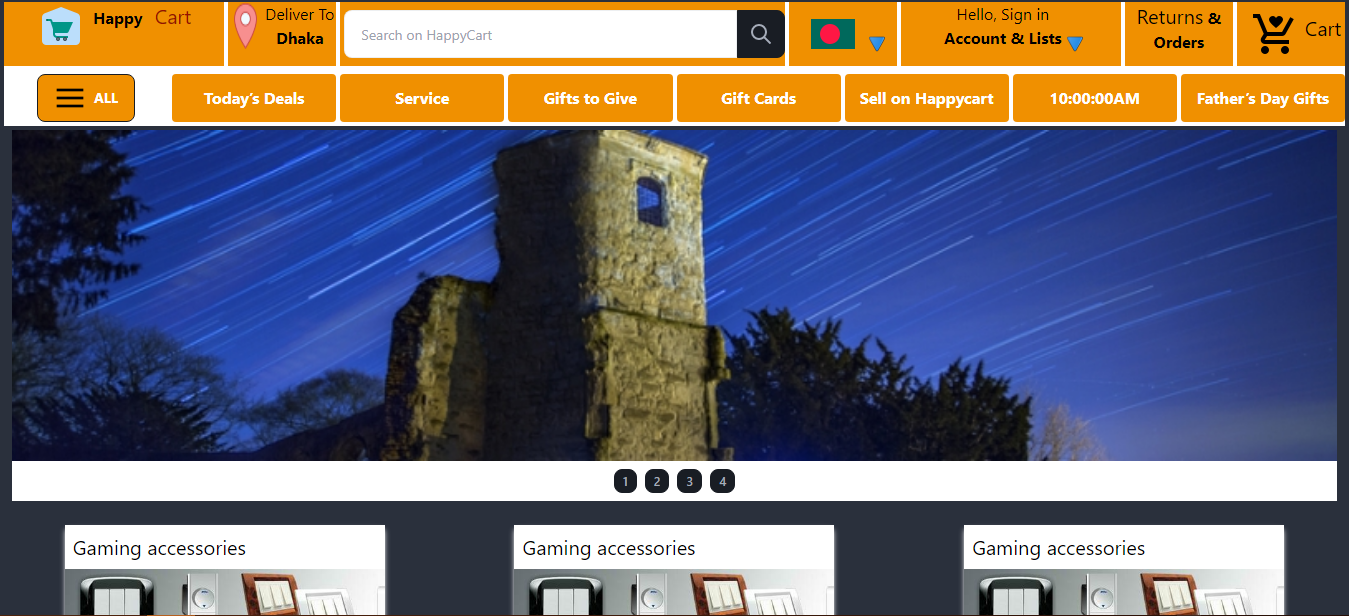 Happy Cart
Deliver To
Dhaka
Search on HappyCart
Hello, Sign in
Account & Lists
Returns &
Orders
Cart
ALL
Today's Deals
Service
Gifts to Give
Gift Cards
Sell on Happycart
10:00:00AM
Father's Day Gifts
1 2 3 4
Gaming accessories
Gaming accessories
Gaming accessories